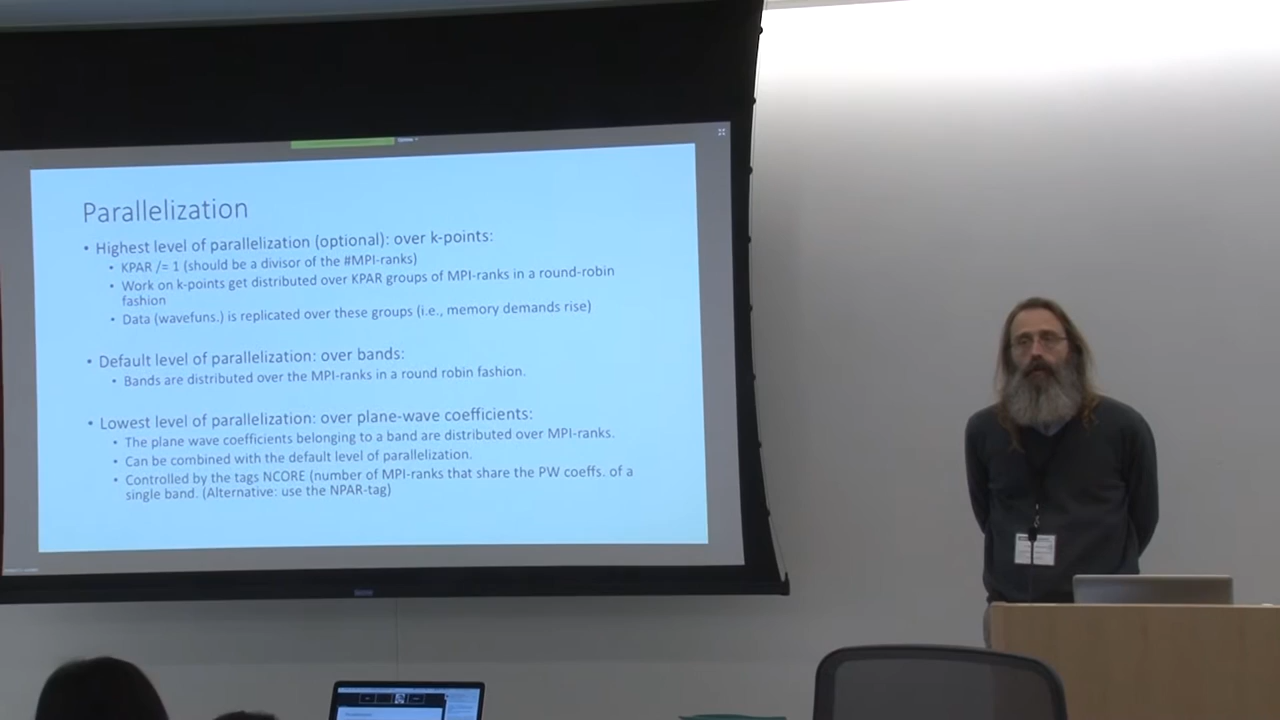 Parallelization
• Highest level of parallelization (optional): over k-points:
• KPAR /= 1 (should be a divisor of the #MPI-ranks)
• Work on k-points get distributed over KPAR groups of MPI-ranks in a round-robin
fashion
• Data (wavefuns.) is replicated over these groups (i.e., memory demands rise)
• Default level of parallelization: over bands:
• Bands are distributed over the MPI-ranks in a round robin fashion.
• Lowest level of parallelization: over plane-wave coefficients:
• The plane wave coefficients belonging to a band are distributed over MPI-ranks.
• Can be combined with the default level of parallelization.
• Controlled by the tags NCORE (number of MPI-ranks that share the PW coeffs. of a
single band. (Alternative: use the NPAR-tag)